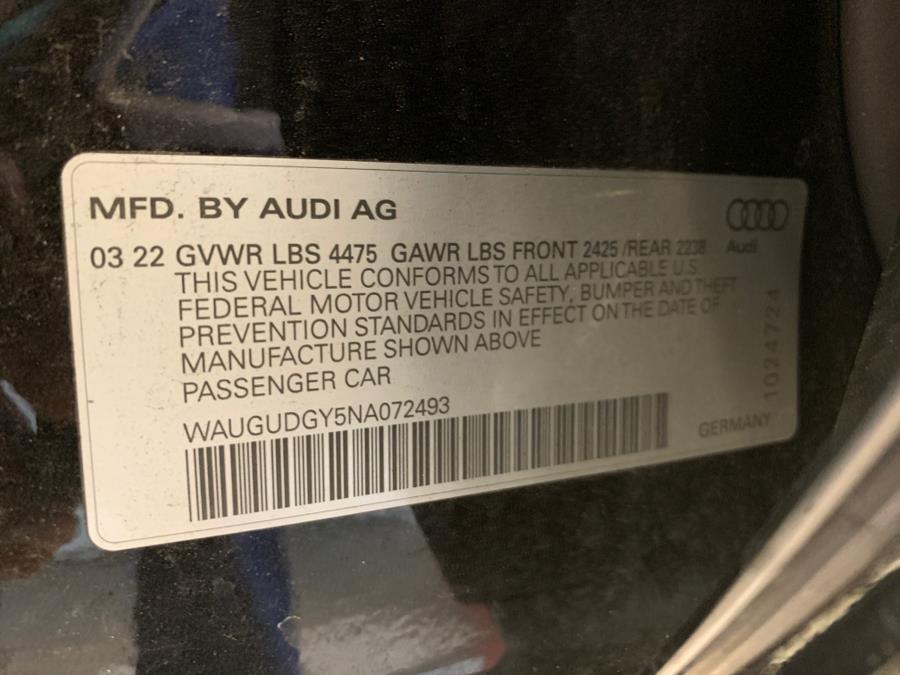 MFD. BY AUDI AG
Audi
03 22 GVWR LBS 4475 GAWR LBS FRONT 2425 /REAR 2238
THIS VEHICLE CONFORMS TO ALL APPLICABLE U.S.
FEDERAL MOTOR VEHICLE SAFETY, BUMPER AND THEFT
PREVENTION STANDARDS IN EFFECT ON THE DATE OF
MANUFACTURE SHOWN ABOVE
PASSENGER CAR
WAUGUDGY5NA072493
GERMANY
1024724